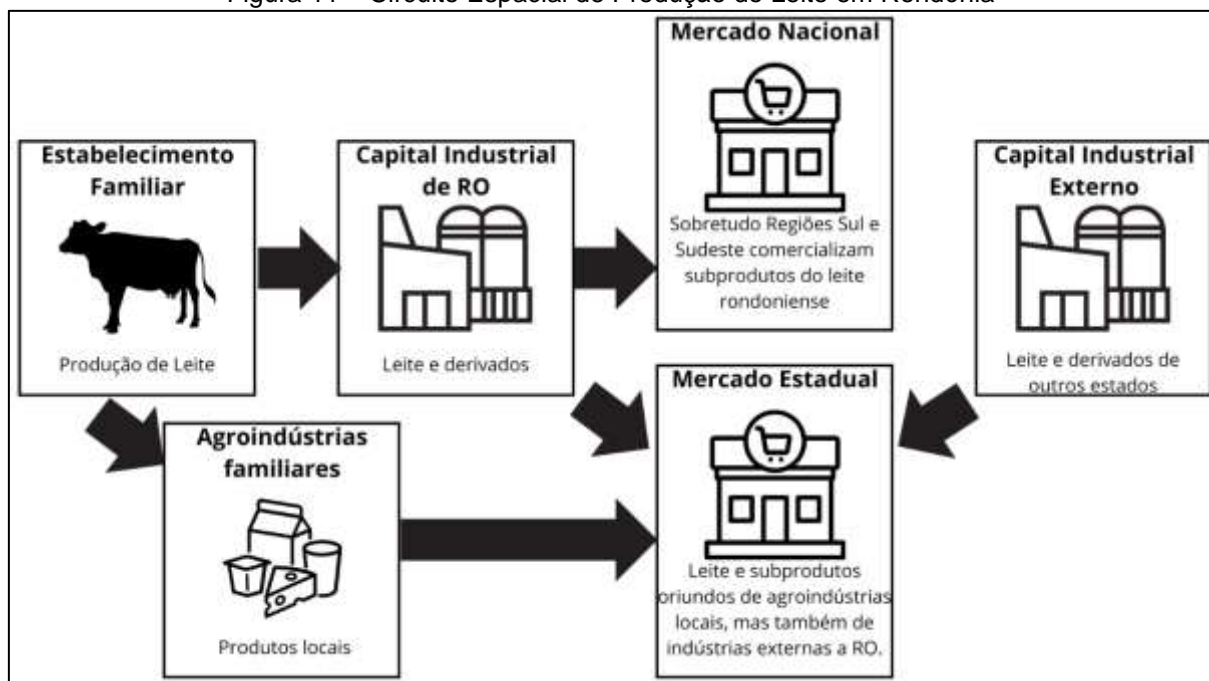 Mercado Nacional
Sobretudo Regiões Sul e
Sudeste comercializam
subprodutos do leite
rondoniense
Estabelecimento
Familiar
Produção de Leite
Capital Industrial
de RO
Leite e derivados
Capital Industrial
Externo
Leite e derivados de
outros estados
Mercado Estadual
Leite e subprodutos
oriundos de agroindústrias
locais, mas também de
indústrias externas a RO.
Agroindústrias
familiares
Produtos locais